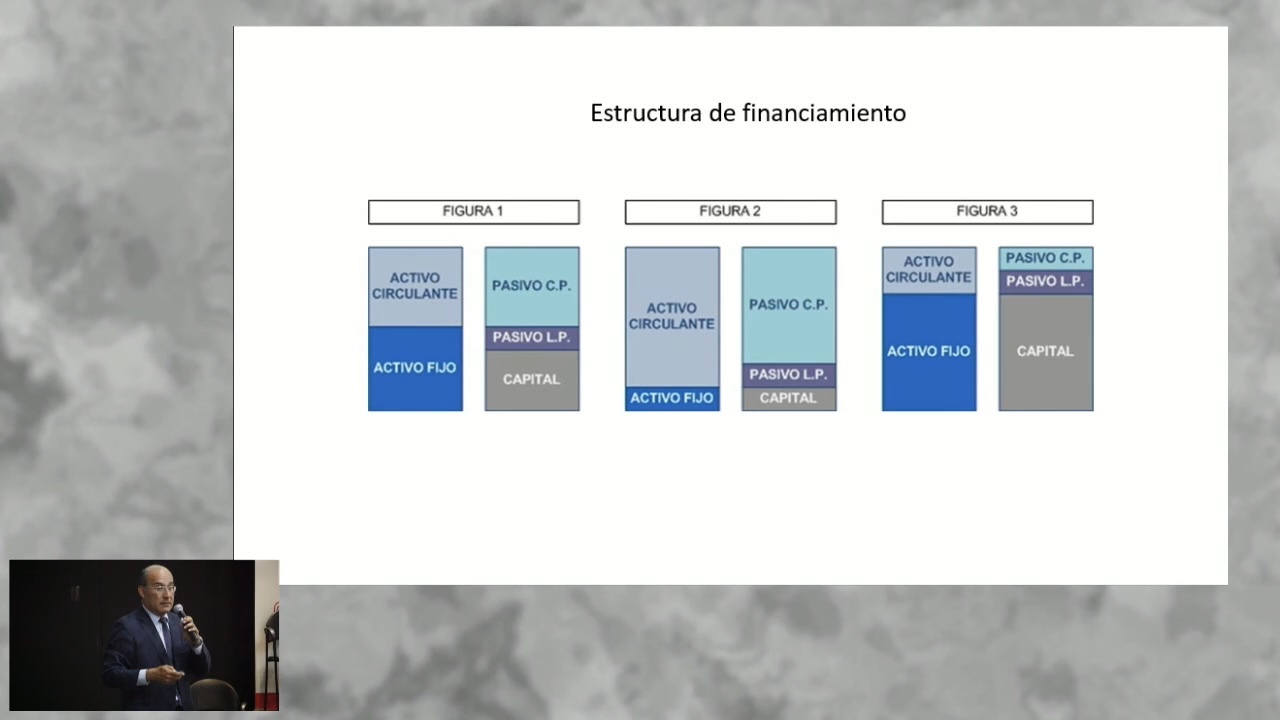 Estructura de financiamiento
FIGURA 1
ACTIVO
CIRCULANTE
ACTIVO FIJO
PASIVO C.P.
PASIVO L.P.
CAPITAL
FIGURA 2
ACTIVO
CIRCULANTE
ACTIVO FIJO
PASIVO C.P.
PASIVO L.P.
CAPITAL
FIGURA 3
ACTIVO
CIRCULANTE
ACTIVO FIJO
PASIVO C.P.
PASIVO L.P.
CAPITAL